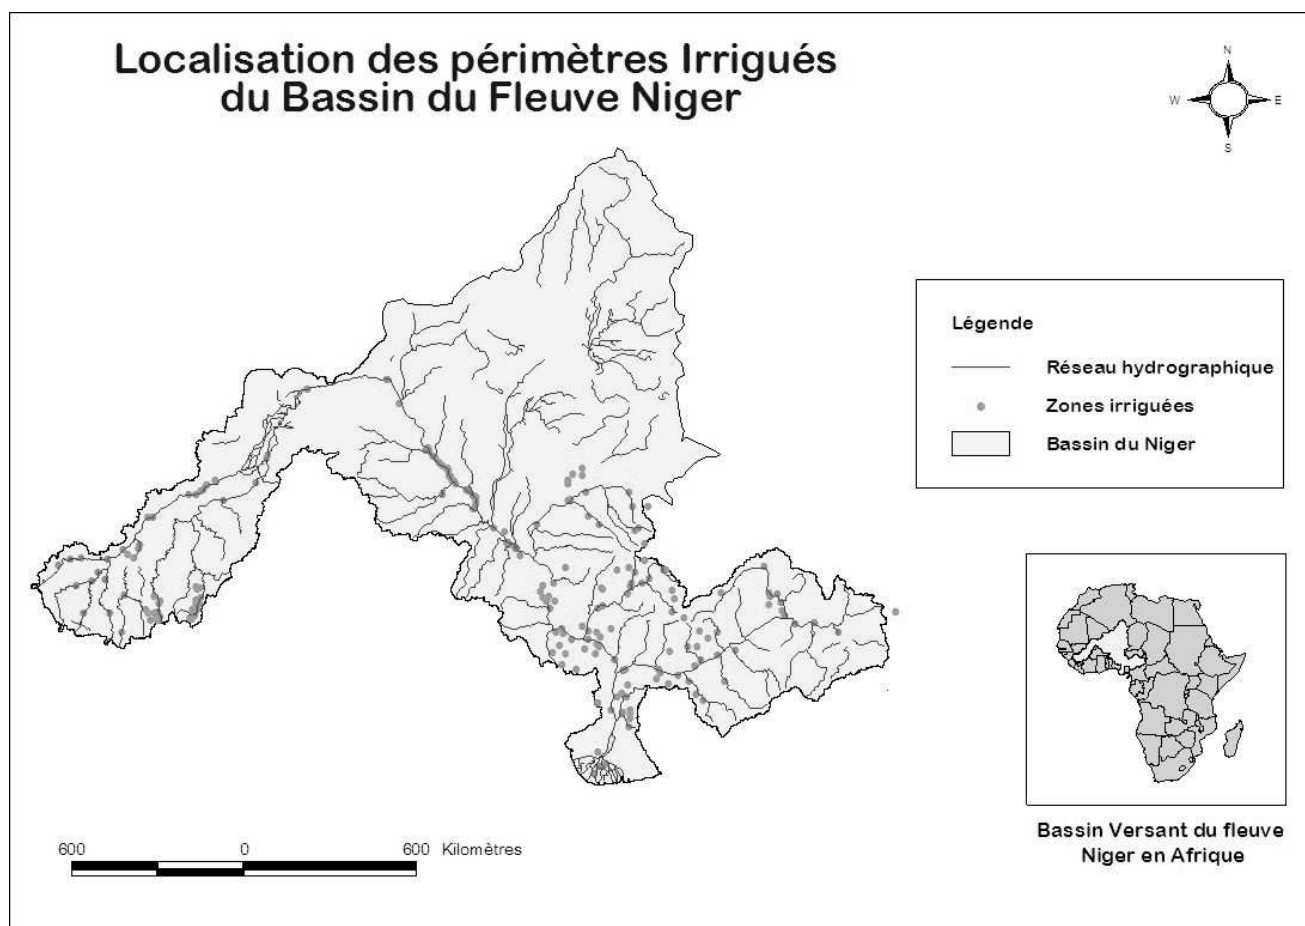 Localisation des périmètres Irrigués
du Bassin du Fleuve Niger
N
W E
S
Légende
Réseau hydrographique
Zones irriguées
Bassin du Niger
600 0 600 Kilomètres
Bassin Versant du fleuve
Niger en Afrique